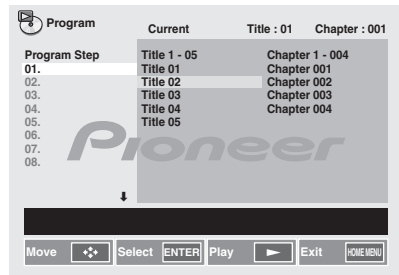 Program
Current Title : 01 Chapter : 001
Program Step Title 1 - 05 Chapter 1 - 004
01. Title 01 Chapter 001
02. Title 02 Chapter 002
03. Title 03 Chapter 003
04. Title 04 Chapter 004
05. Title 05
06.
07.
08.
Pioneer
Move Select ENTER Play Exit HOME MENU